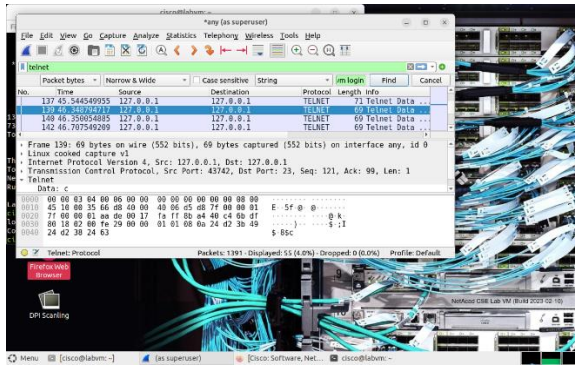 cisco@labvm: ~
*any (as superuser)
File Edit View Go Capture Analyze Statistics Telephony Wireless Tools Help
telnet
Packet bytes Narrow & Wide Case sensitive String vm login Find Cancel
No. Time Source Destination Protocol Length Info
137 45.544549955 127.0.0.1 127.0.0.1 TELNET 71 Telnet Data ...
139 46.348794717 127.0.0.1 127.0.0.1 TELNET 69 Telnet Data ...
140 46.350054885 127.0.0.1 127.0.0.1 TELNET 69 Telnet Data ...
142 46.707549209 127.0.0.1 127.0.0.1 TELNET 69 Telnet Data ...
Frame 139: 69 bytes on wire (552 bits), 69 bytes captured (552 bits) on interface any, id 0
Linux cooked capture v1
Internet Protocol Version 4, Src: 127.0.0.1, Dst: 127.0.0.1
Transmission Control Protocol, Src Port: 43742, Dst Port: 23, Seq: 121, Ack: 99, Len: 1
Telnet
Data: c
0000 00 00 03 04 00 06 00 00 00 00 00 00 00 00 08 00
0010 45 10 00 35 66 d8 40 00 40 06 d5 d8 7f 00 00 01 E··5f·@·@·······
0020 7f 00 00 01 aa de 00 17 fa ff 8b a4 40 c4 6b df ············@·k·
0030 80 18 02 00 fe 29 00 00 01 01 08 0a 24 d2 3b 49 ·····)······$·;I
0040 24 d2 38 24 63 $·8$c
Telnet: Protocol Packets: 1391 · Displayed: 55 (4.0%) · Dropped: 0 (0.0%) Profile: Default
Firefox Web
Browser
DPI Scanling
NetAcad CSE Lab VM (Build 2023-02-10)
Menu [cisco@labvm: ~] (as superuser) [Cisco: Software, Net... cisco@labvm: ~